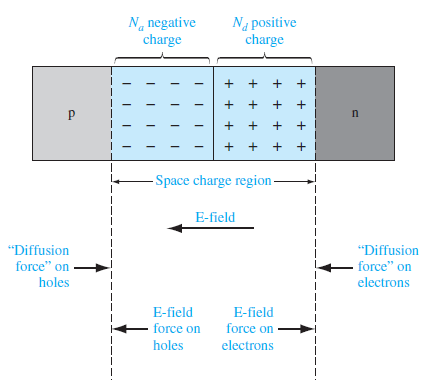 Nₐ negative
charge
N_d positive
charge
− − − −
+ + + +
− − − −
+ + + +
p
n
− − − −
+ + + +
− − − −
+ + + +
Space charge region
E-field
“Diffusion
force” on
holes
“Diffusion
force” on
electrons
E-field
force on
holes
E-field
force on
electrons